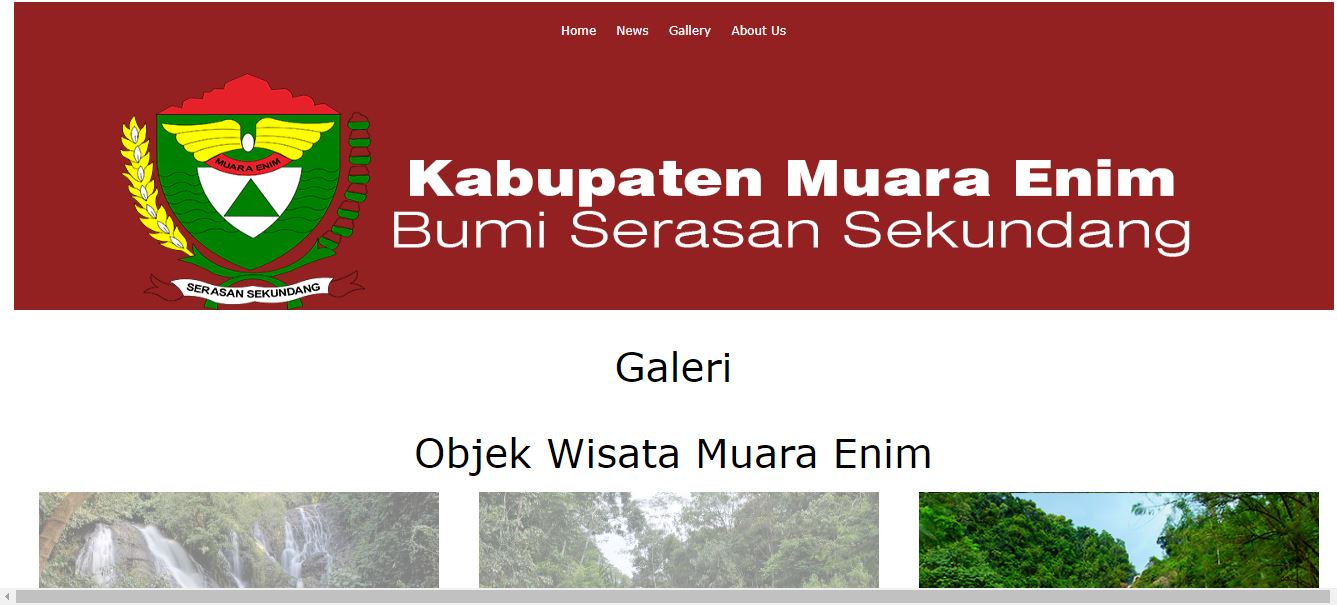 Home News Gallery About Us
MUARA ENIM
SERASAN SEKUNDANG
Kabupaten Muara Enim
Bumi Serasan Sekundang
Galeri
Objek Wisata Muara Enim